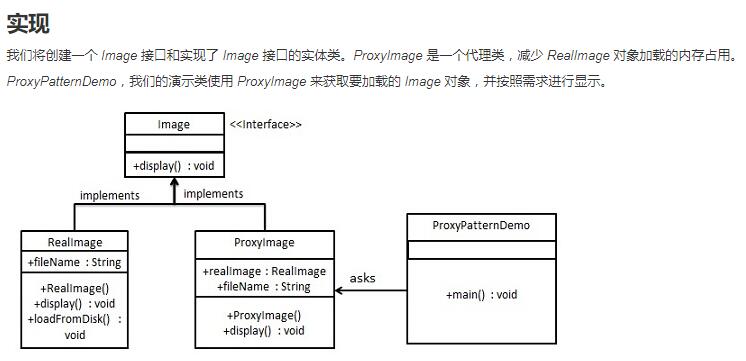 实现
我们将创建一个 Image 接口和实现了 Image 接口的实体类。ProxyImage 是一个代理类，减少 RealImage 对象加载的内存占用。
ProxyPatternDemo，我们的演示类使用 ProxyImage 来获取要加载的 Image 对象，并按照需求进行显示。
Image
<<Interface>>
+display() : void
implements
implements
RealImage
+fileName : String
+RealImage()
+display() : void
+loadFromDisk() :
void
ProxyImage
+realImage : RealImage
+fileName : String
+ProxyImage()
+display() : void
asks
ProxyPatternDemo
+main() : void